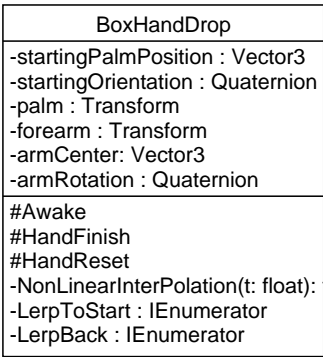 BoxHandDrop
-startingPalmPosition : Vector3
-startingOrientation : Quaternion
-palm : Transform
-forearm : Transform
-armCenter: Vector3
-armRotation : Quaternion
#Awake
#HandFinish
#HandReset
-NonLinearInterPolation(t: float):
-LerpToStart : IEnumerator
-LerpBack : IEnumerator